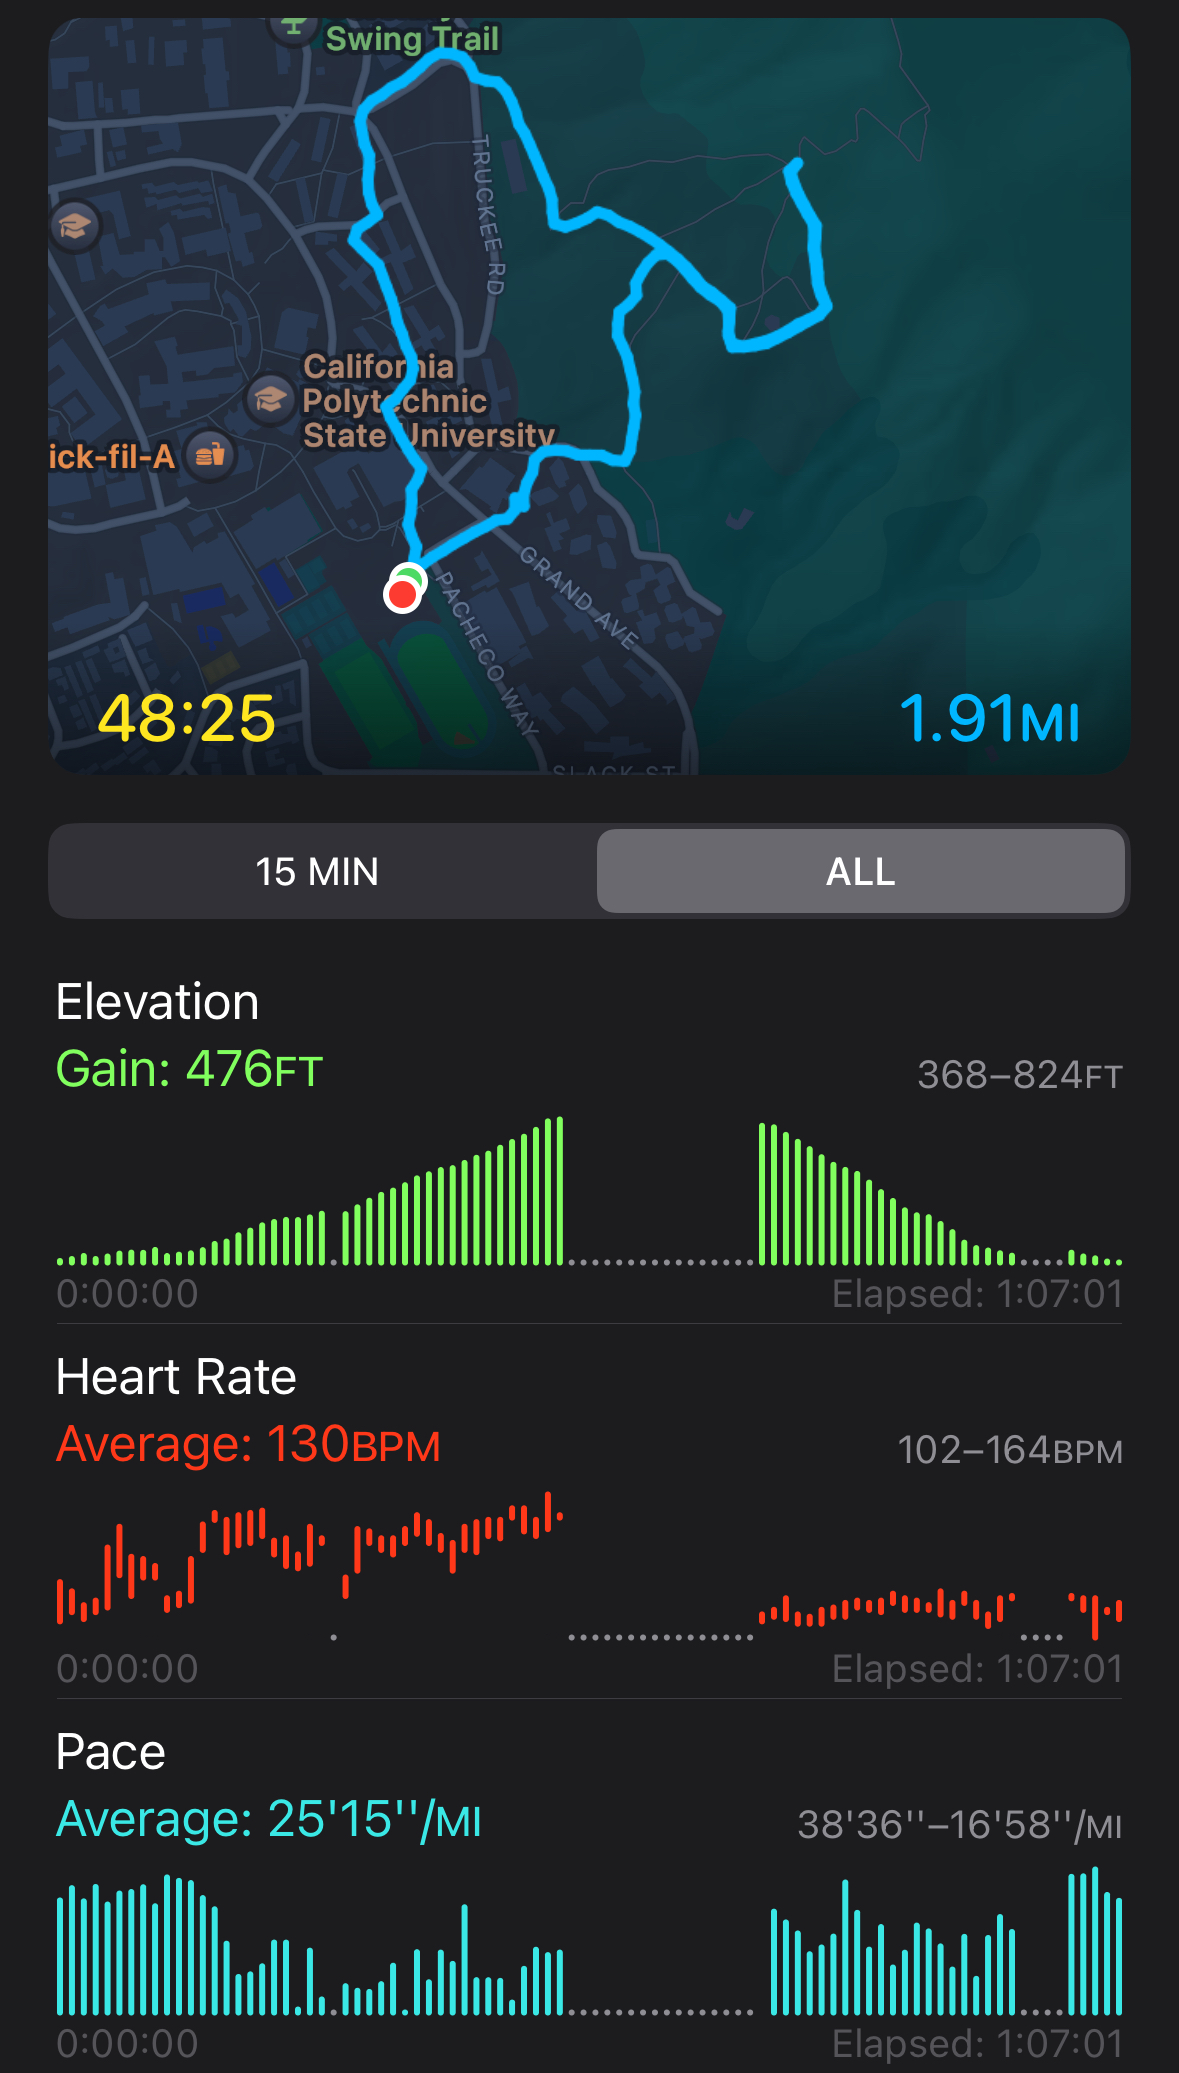 Swing Trail
TRUCKEE RD
California
Polytechnic
State University
ick-fil-A
GRAND AVE
PACHECO WAY
48:25
1.91MI
SLACK ST
15 MIN
ALL
Elevation
Gain: 476FT
368–824FT
0:00:00
Elapsed: 1:07:01
Heart Rate
Average: 130BPM
102–164BPM
0:00:00
Elapsed: 1:07:01
Pace
Average: 25'15''/MI
38'36''–16'58''/MI
0:00:00
Elapsed: 1:07:01